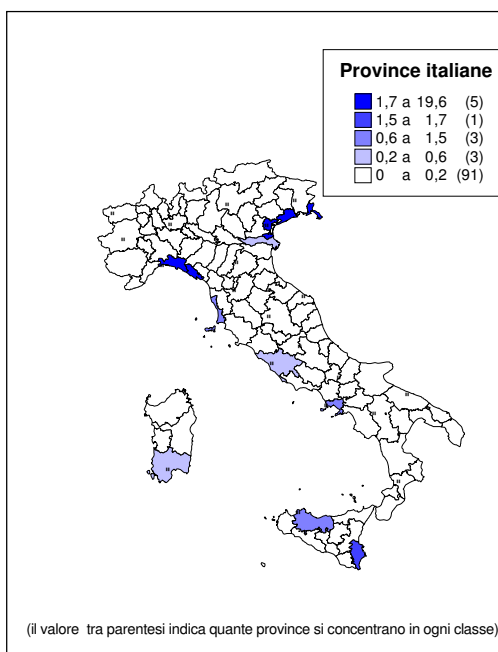 Province italiane
1,7 a 19,6 (5)
1,5 a 1,7 (1)
0,6 a 1,5 (3)
0,2 a 0,6 (3)
0 a 0,2 (91)
(il valore tra parentesi indica quante province si concentrano in ogni classe)